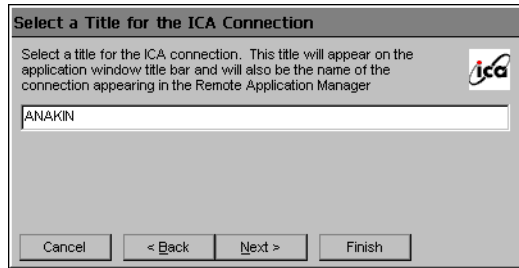 Select a Title for the ICA Connection
Select a title for the ICA connection. This title will appear on the
application window title bar and will also be the name of the
connection appearing in the Remote Application Manager
ica
ANAKIN
Cancel
< Back
Next >
Finish